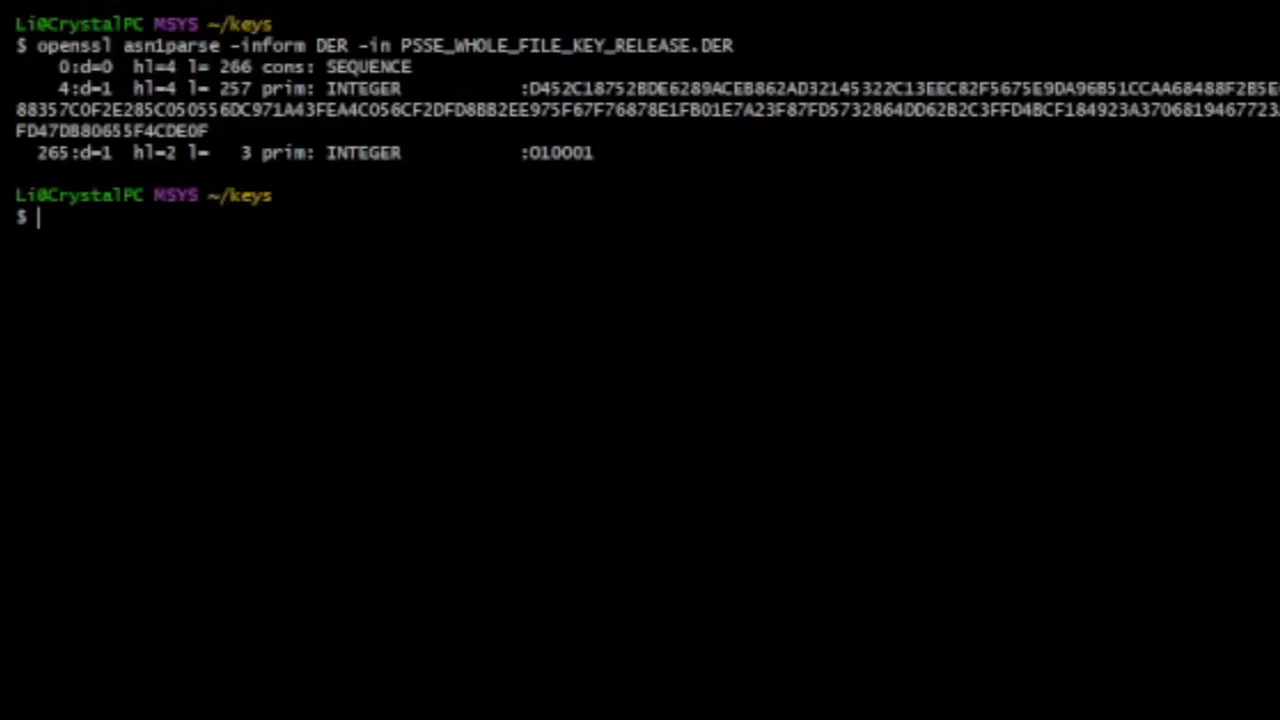 Li@CrystalPC MSYS ~/keys
$ openssl asn1parse -inform DER -in PSSE_WHOLE_FILE_KEY_RELEASE.DER
0:d=0 hl=4 l= 266 cons: SEQUENCE
4:d=1 hl=4 l= 257 prim: INTEGER :D452C18752BDE6289ACEB862AD32145322C13EEC82F5675E9DA96B51CCAA68488F2B5E
88357C0F2E285C050556DC971A43FEA4C056CF2DFD8BB2EE975F67F76878E1FB01E7A23F87FD5732864DD62B2C3FFD4BCF184923A3706819467723
FD47DB80655F4CDE0F
265:d=1 hl=2 l= 3 prim: INTEGER :010001
Li@CrystalPC MSYS ~/keys
$